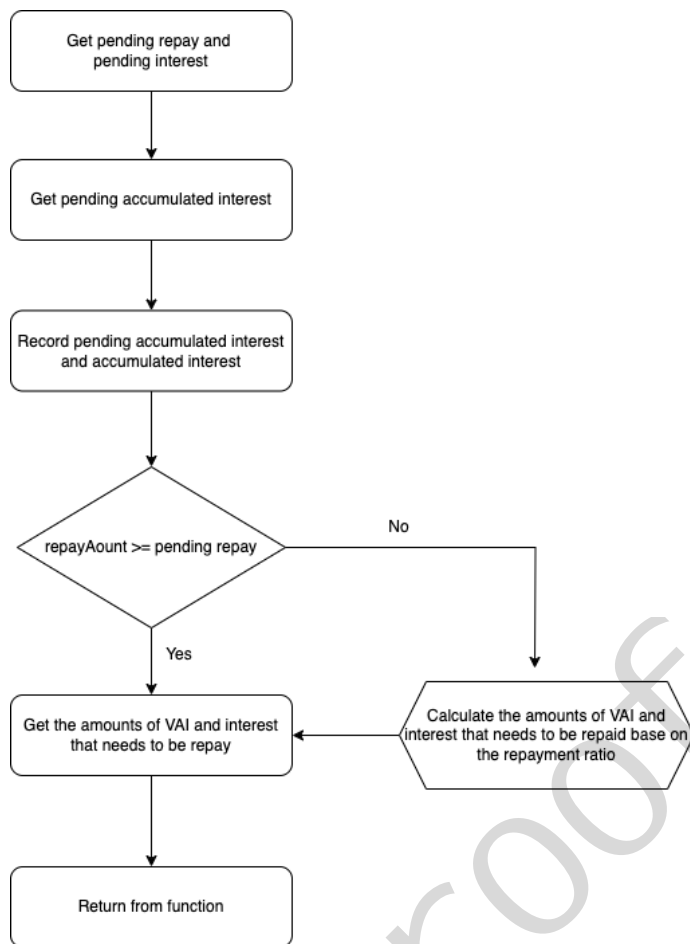 Get pending repay and
pending interest
Get pending accumulated interest
Record pending accumulated interest
and accumulated interest
repayAount >= pending repay
No
Yes
Get the amounts of VAI and interest
that needs to be repay
Calculate the amounts of VAI and
interest that needs to be repaid base on
the repayment ratio
Return from function
roof